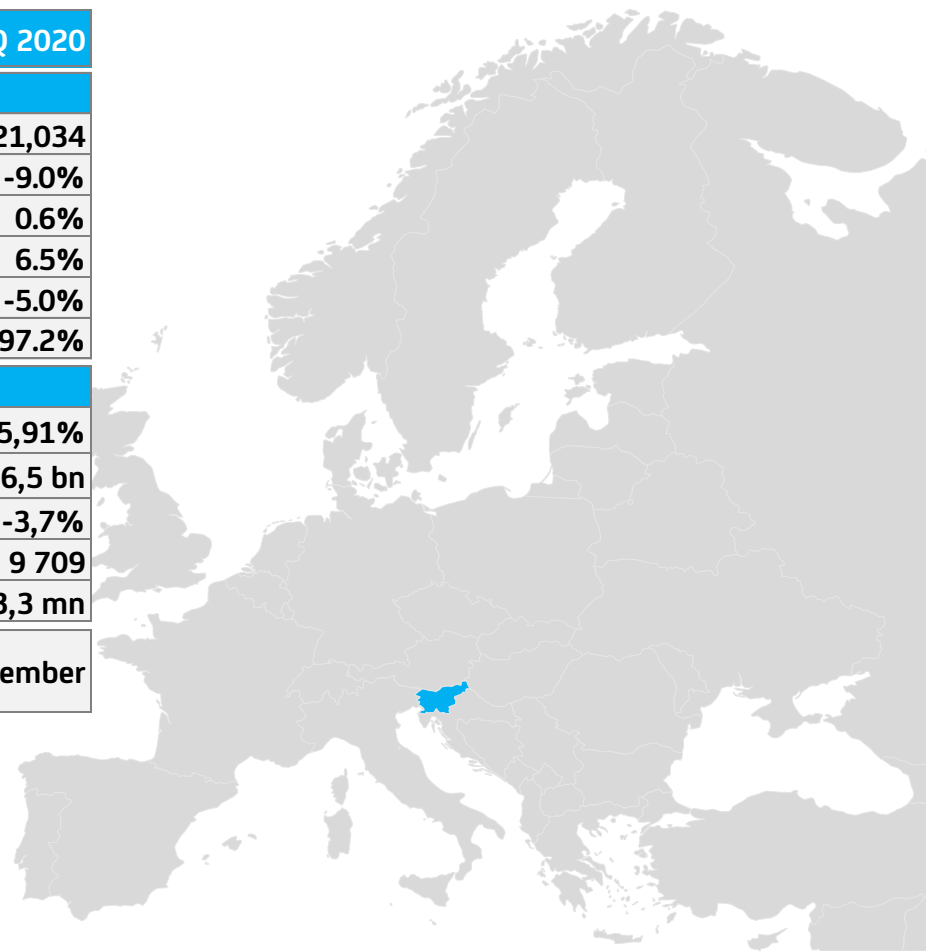 Q 2020
21,034
-9.0%
0.6%
6.5%
-5.0%
97.2%
5,91%
6,5 bn
-3,7%
9 709
3,3 mn
ember